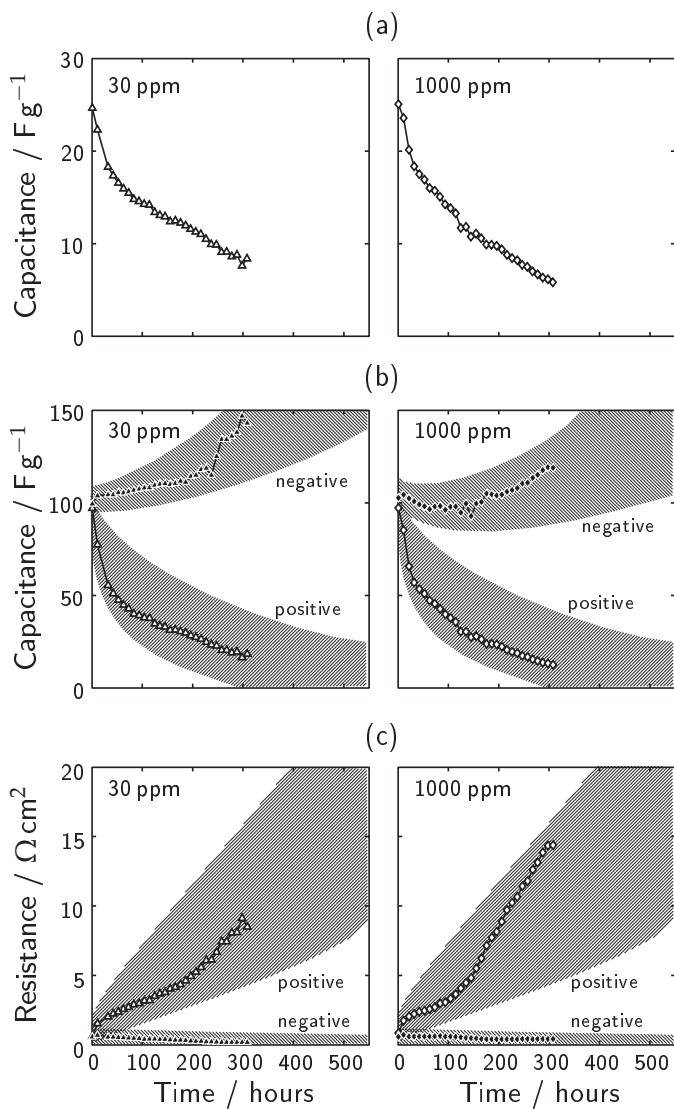 (a)
30 ppm
1000 ppm
Capacitance / F g⁻¹
30
20
10
0
(b)
30 ppm
1000 ppm
negative
negative
positive
positive
Capacitance / F g⁻¹
150
100
50
0
(c)
30 ppm
1000 ppm
positive
positive
negative
negative
Resistance / Ω cm²
20
15
10
5
0
0 100 200 300 400 500
0 100 200 300 400 500
Time / hours
Time / hours